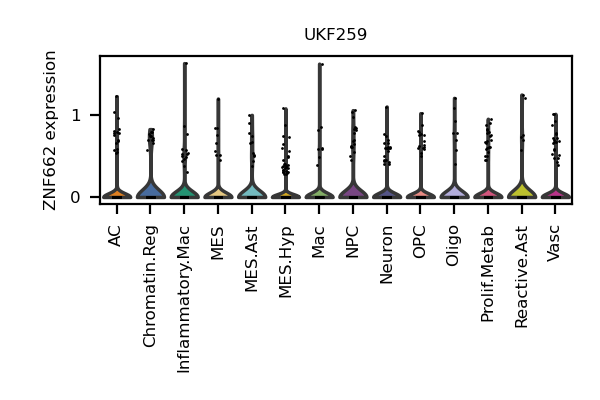 UKF259
ZNF662 expression
1
0
AC
Chromatin.Reg
Inflammatory.Mac
MES
MES.Ast
MES.Hyp
Mac
NPC
Neuron
OPC
Oligo
Prolif.Metab
Reactive.Ast
Vasc